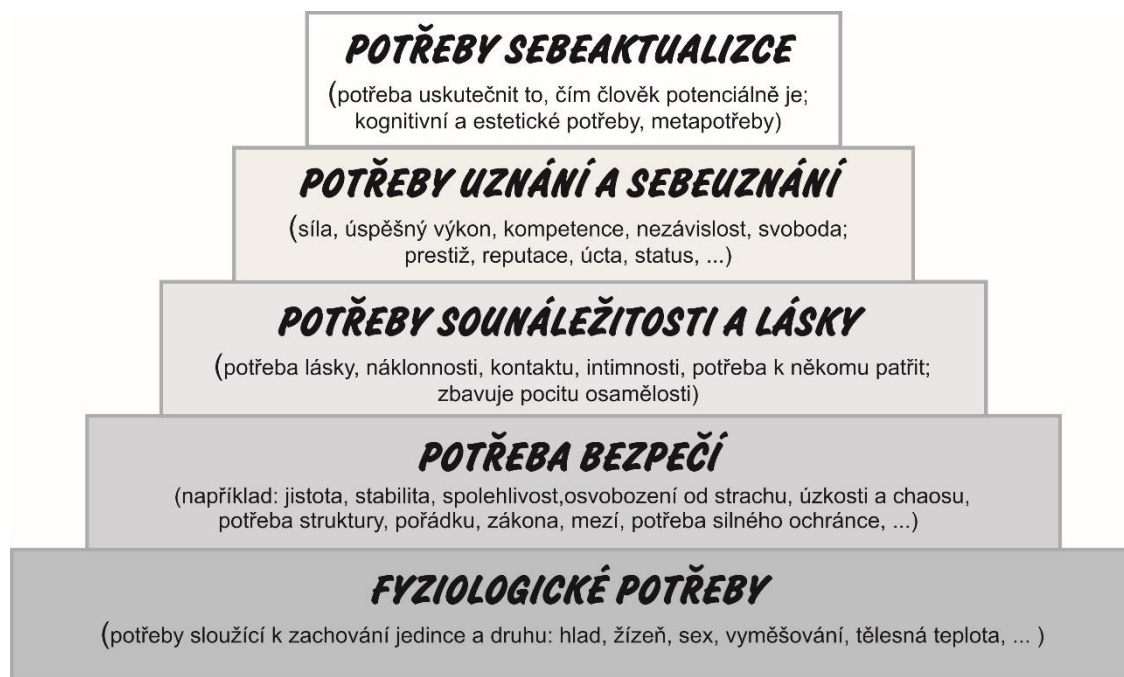 POTŘEBY SEBEAKTUALIZCE
(potřeba uskutečnit to, čím člověk potenciálně je;
kognitivní a estetické potřeby, metapotřeby)
POTŘEBY UZNÁNÍ A SEBEUZNÁNÍ
(síla, úspěšný výkon, kompetence, nezávislost, svoboda;
prestiž, reputace, úcta, status, ...)
POTŘEBY SOUNÁLEŽITOSTI A LÁSKY
(potřeba lásky, náklonnosti, kontaktu, intimnosti, potřeba k někomu patřit;
zbavuje pocitu osamělosti)
POTŘEBA BEZPEČÍ
(například: jistota, stabilita, spolehlivost,osvobození od strachu, úzkosti a chaosu,
potřeba struktury, pořádku, zákona, mezí, potřeba silného ochránce, ...)
FYZIOLOGICKÉ POTŘEBY
(potřeby sloužící k zachování jedince a druhu: hlad, žízeň, sex, vyměšování, tělesná teplota, ... )